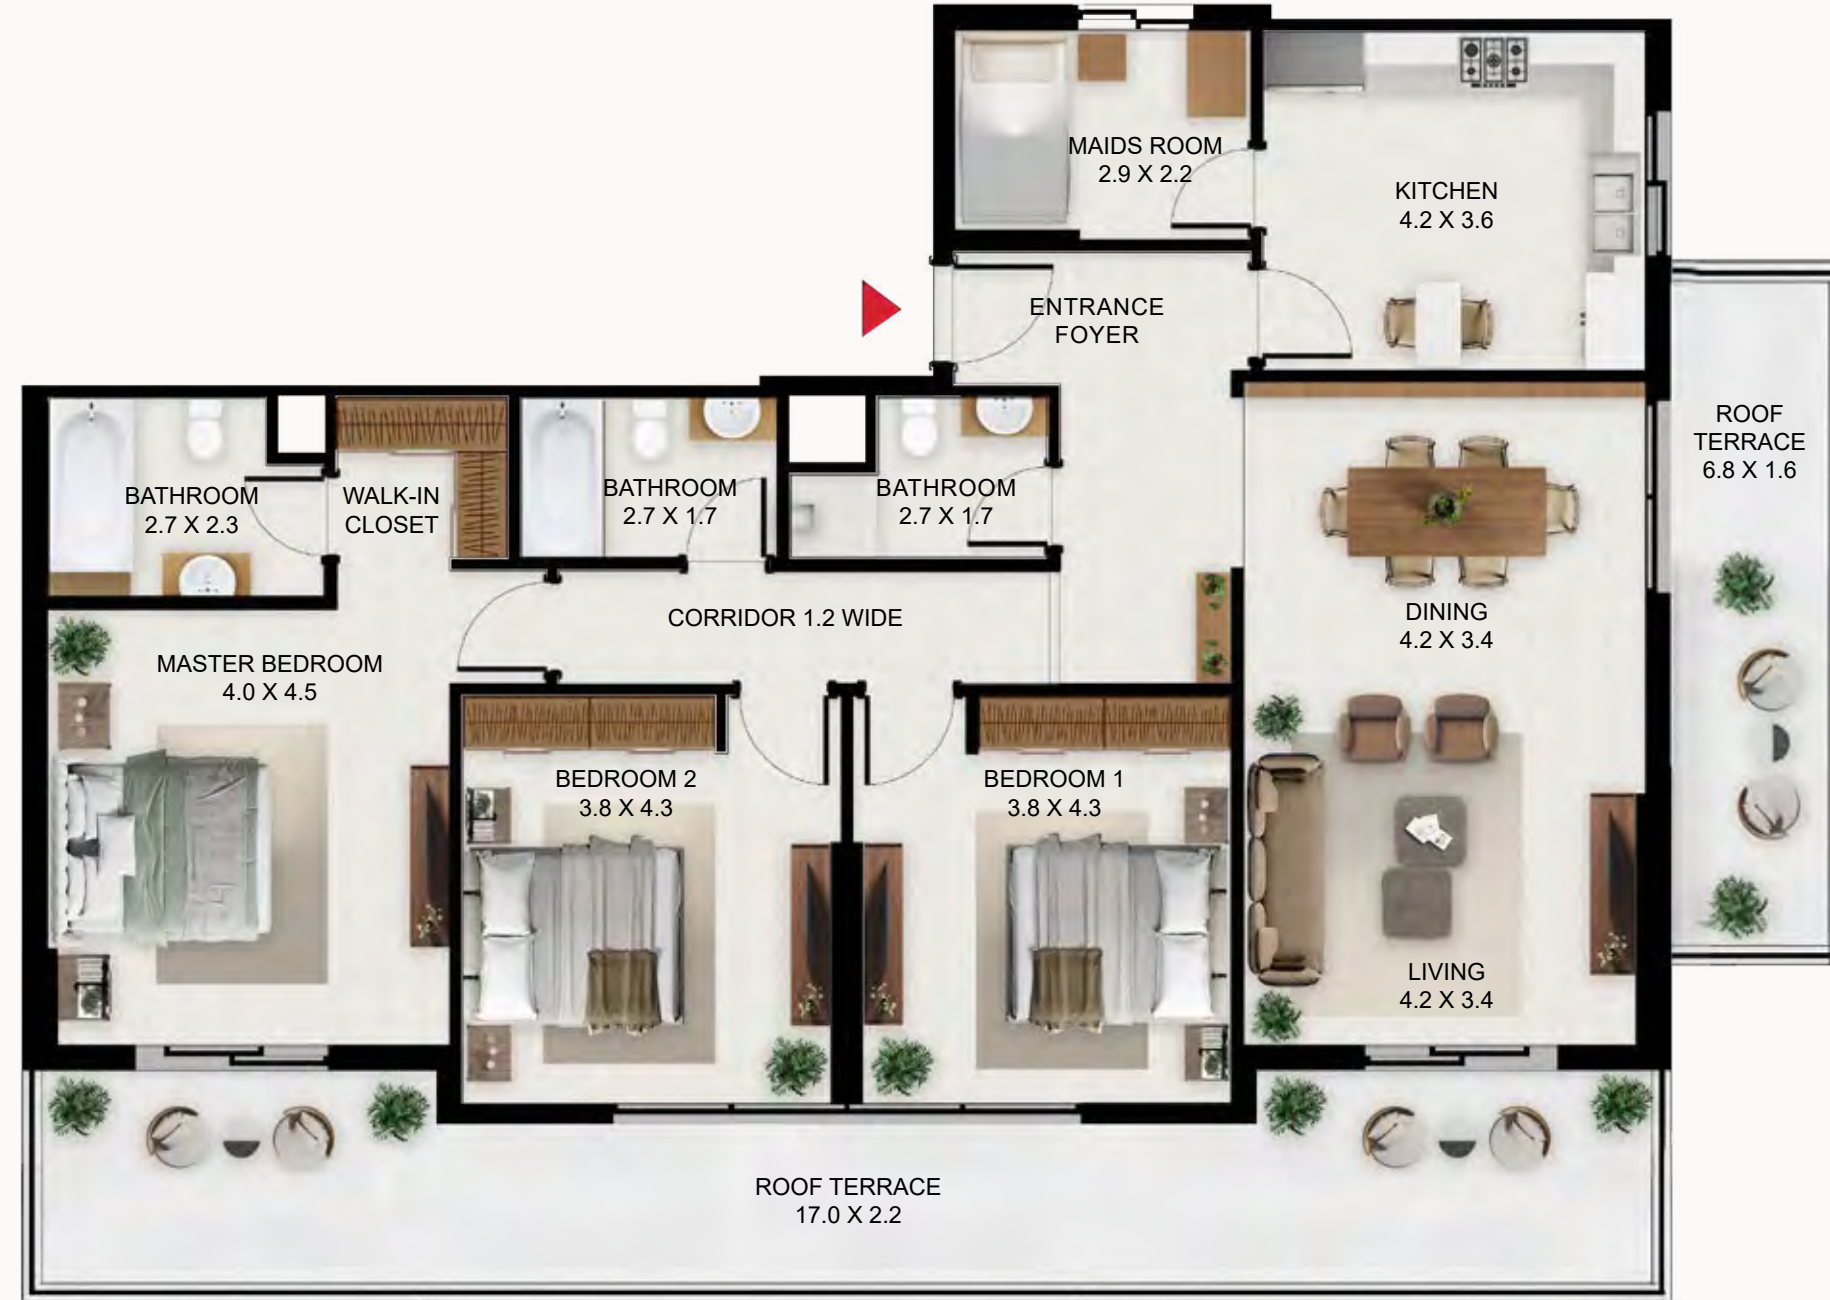 MAIDS ROOM
2.9 X 2.2
KITCHEN
4.2 X 3.6
ENTRANCE
FOYER
ROOF
TERRACE
6.8 X 1.6
BATHROOM
2.7 X 2.3
WALK-IN
CLOSET
BATHROOM
2.7 X 1.7
BATHROOM
2.7 X 1.7
CORRIDOR 1.2 WIDE
DINING
4.2 X 3.4
MASTER BEDROOM
4.0 X 4.5
BEDROOM 2
3.8 X 4.3
BEDROOM 1
3.8 X 4.3
LIVING
4.2 X 3.4
ROOF TERRACE
17.0 X 2.2